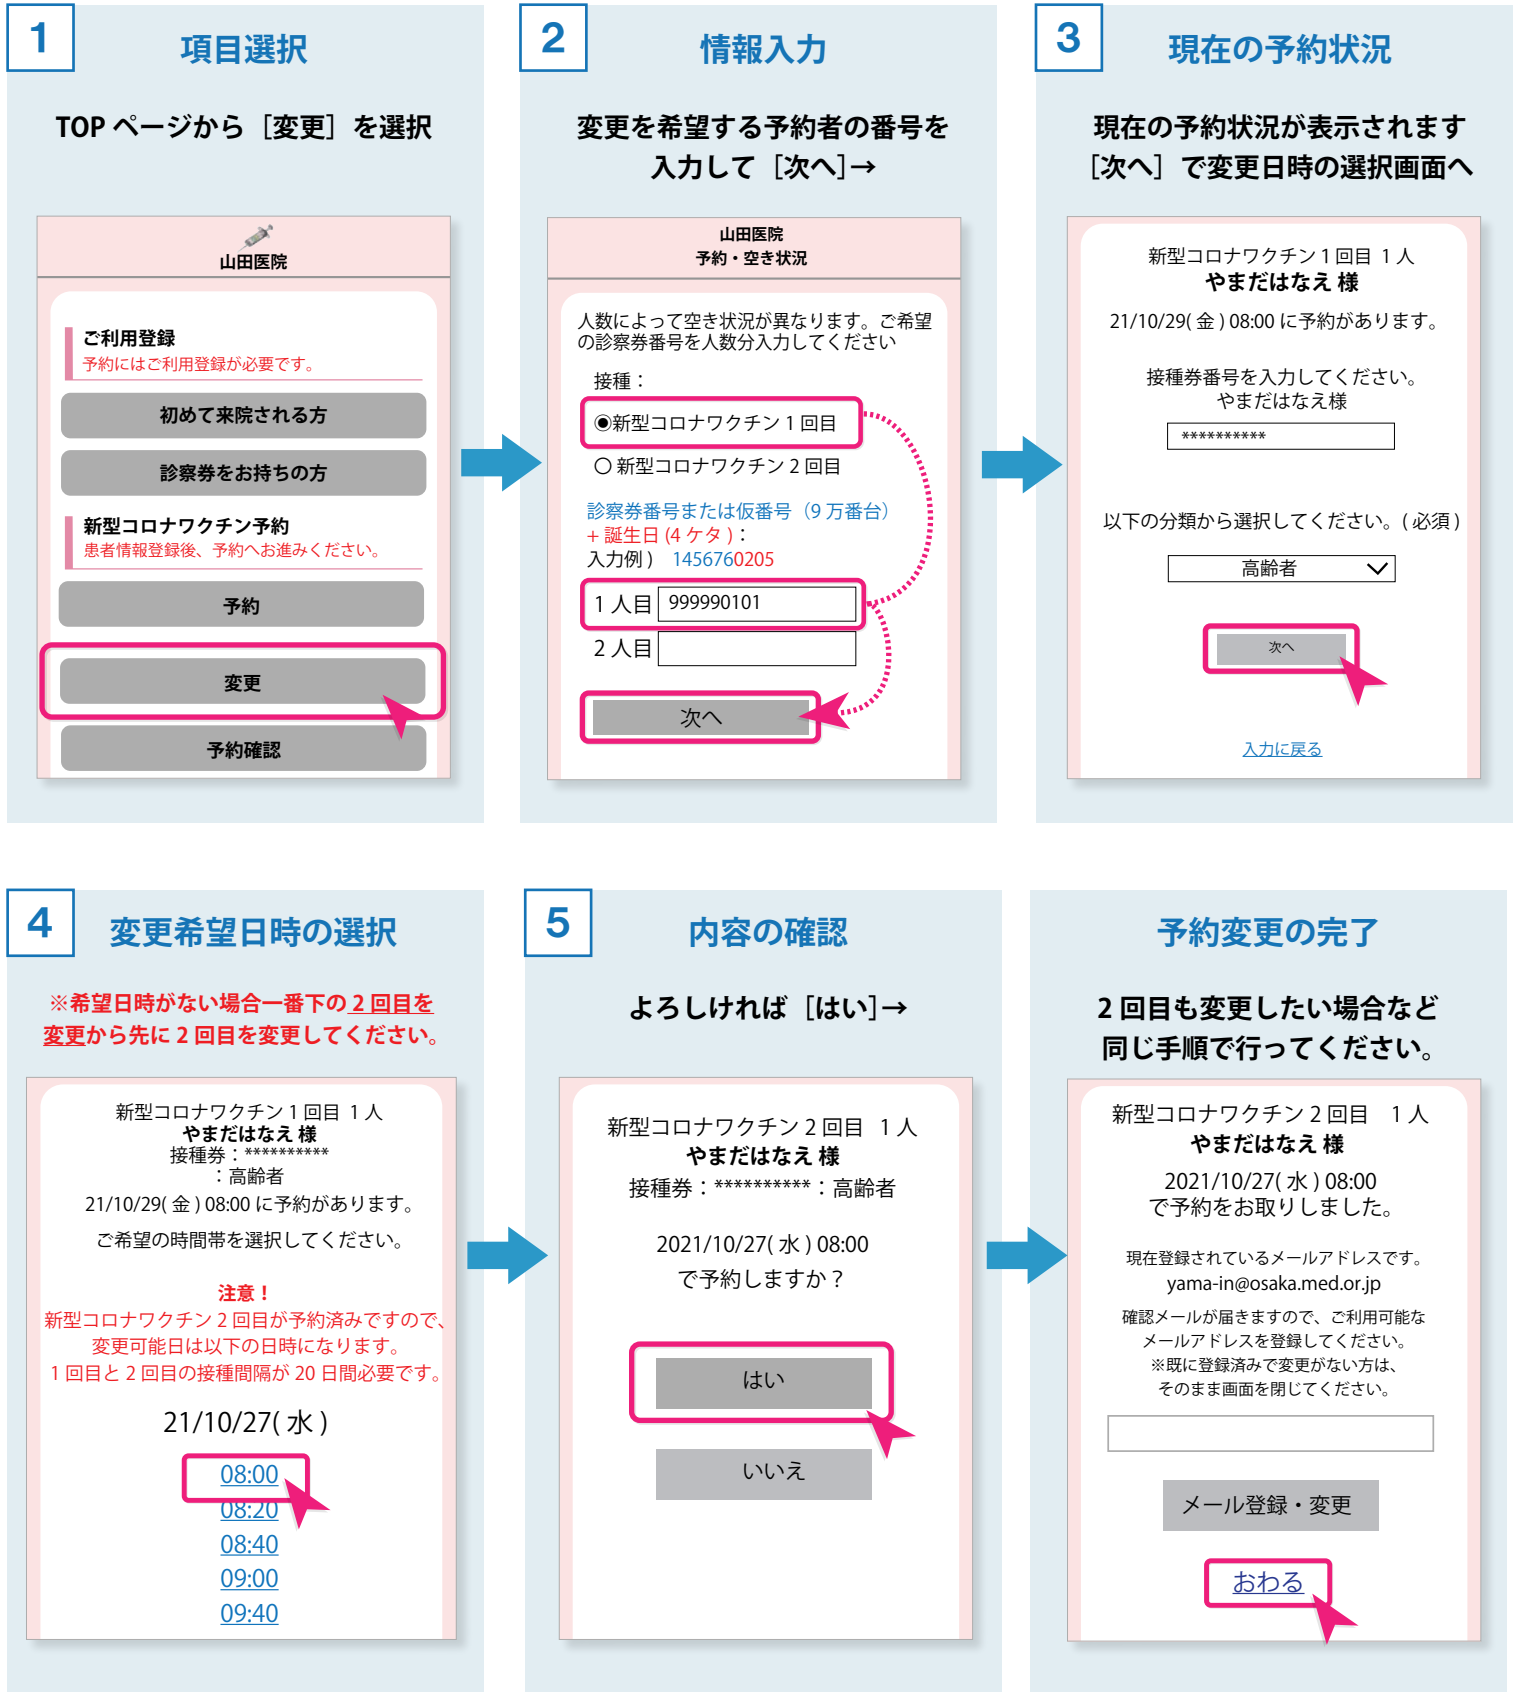 1
項目選択
TOP ページから［変更］を選択
山田医院
ご利用登録
予約にはご利用登録が必要です。
初めて来院される方
診察券をお持ちの方
新型コロナワクチン予約
患者情報登録後、予約へお進みください。
予約
変更
予約確認
2
情報入力
変更を希望する予約者の番号を
入力して［次へ］→
山田医院
予約・空き状況
人数によって空き状況が異なります。ご希望
の診察券番号を人数分入力してください
接種：
◉新型コロナワクチン 1 回目
〇 新型コロナワクチン 2 回目
診察券番号または仮番号（9 万番台）
+ 誕生日 (4 ケタ )：
入力例 ) 14567​60205
1 人目 999990101
2 人目
次へ
3
現在の予約状況
現在の予約状況が表示されます
［次へ］で変更日時の選択画面へ
新型コロナワクチン 1 回目 1 人
やまだはなえ 様
21/10/29( 金 ) 08:00 に予約があります。
接種券番号を入力してください。
やまだはなえ様
**********
以下の分類から選択してください。( 必須 )
高齢者
次へ
入力に戻る
4
変更希望日時の選択
※希望日時がない場合一番下の 2 回目を
変更から先に 2 回目を変更してください。
新型コロナワクチン 1 回目 1 人
やまだはなえ 様
接種券：**********
：高齢者
21/10/29( 金 ) 08:00 に予約があります。
ご希望の時間帯を選択してください。
注意！
新型コロナワクチン 2 回目が予約済みですので、
変更可能日は以下の日時になります。
1 回目と 2 回目の接種間隔が 20 日間必要です。
21/10/27( 水 )
08:00
08:20
08:40
09:00
09:40
5
内容の確認
よろしければ［はい］→
新型コロナワクチン 2 回目 1 人
やまだはなえ 様
接種券：**********：高齢者
2021/10/27( 水 ) 08:00
で予約しますか？
はい
いいえ
予約変更の完了
2 回目も変更したい場合など
同じ手順で行ってください。
新型コロナワクチン 2 回目 1 人
やまだはなえ 様
2021/10/27( 水 ) 08:00
で予約をお取りしました。
現在登録されているメールアドレスです。
yama-in@osaka.med.or.jp
確認メールが届きますので、ご利用可能な
メールアドレスを登録してください。
※既に登録済みで変更がない方は、
そのまま画面を閉じてください。
メール登録・変更
おわる